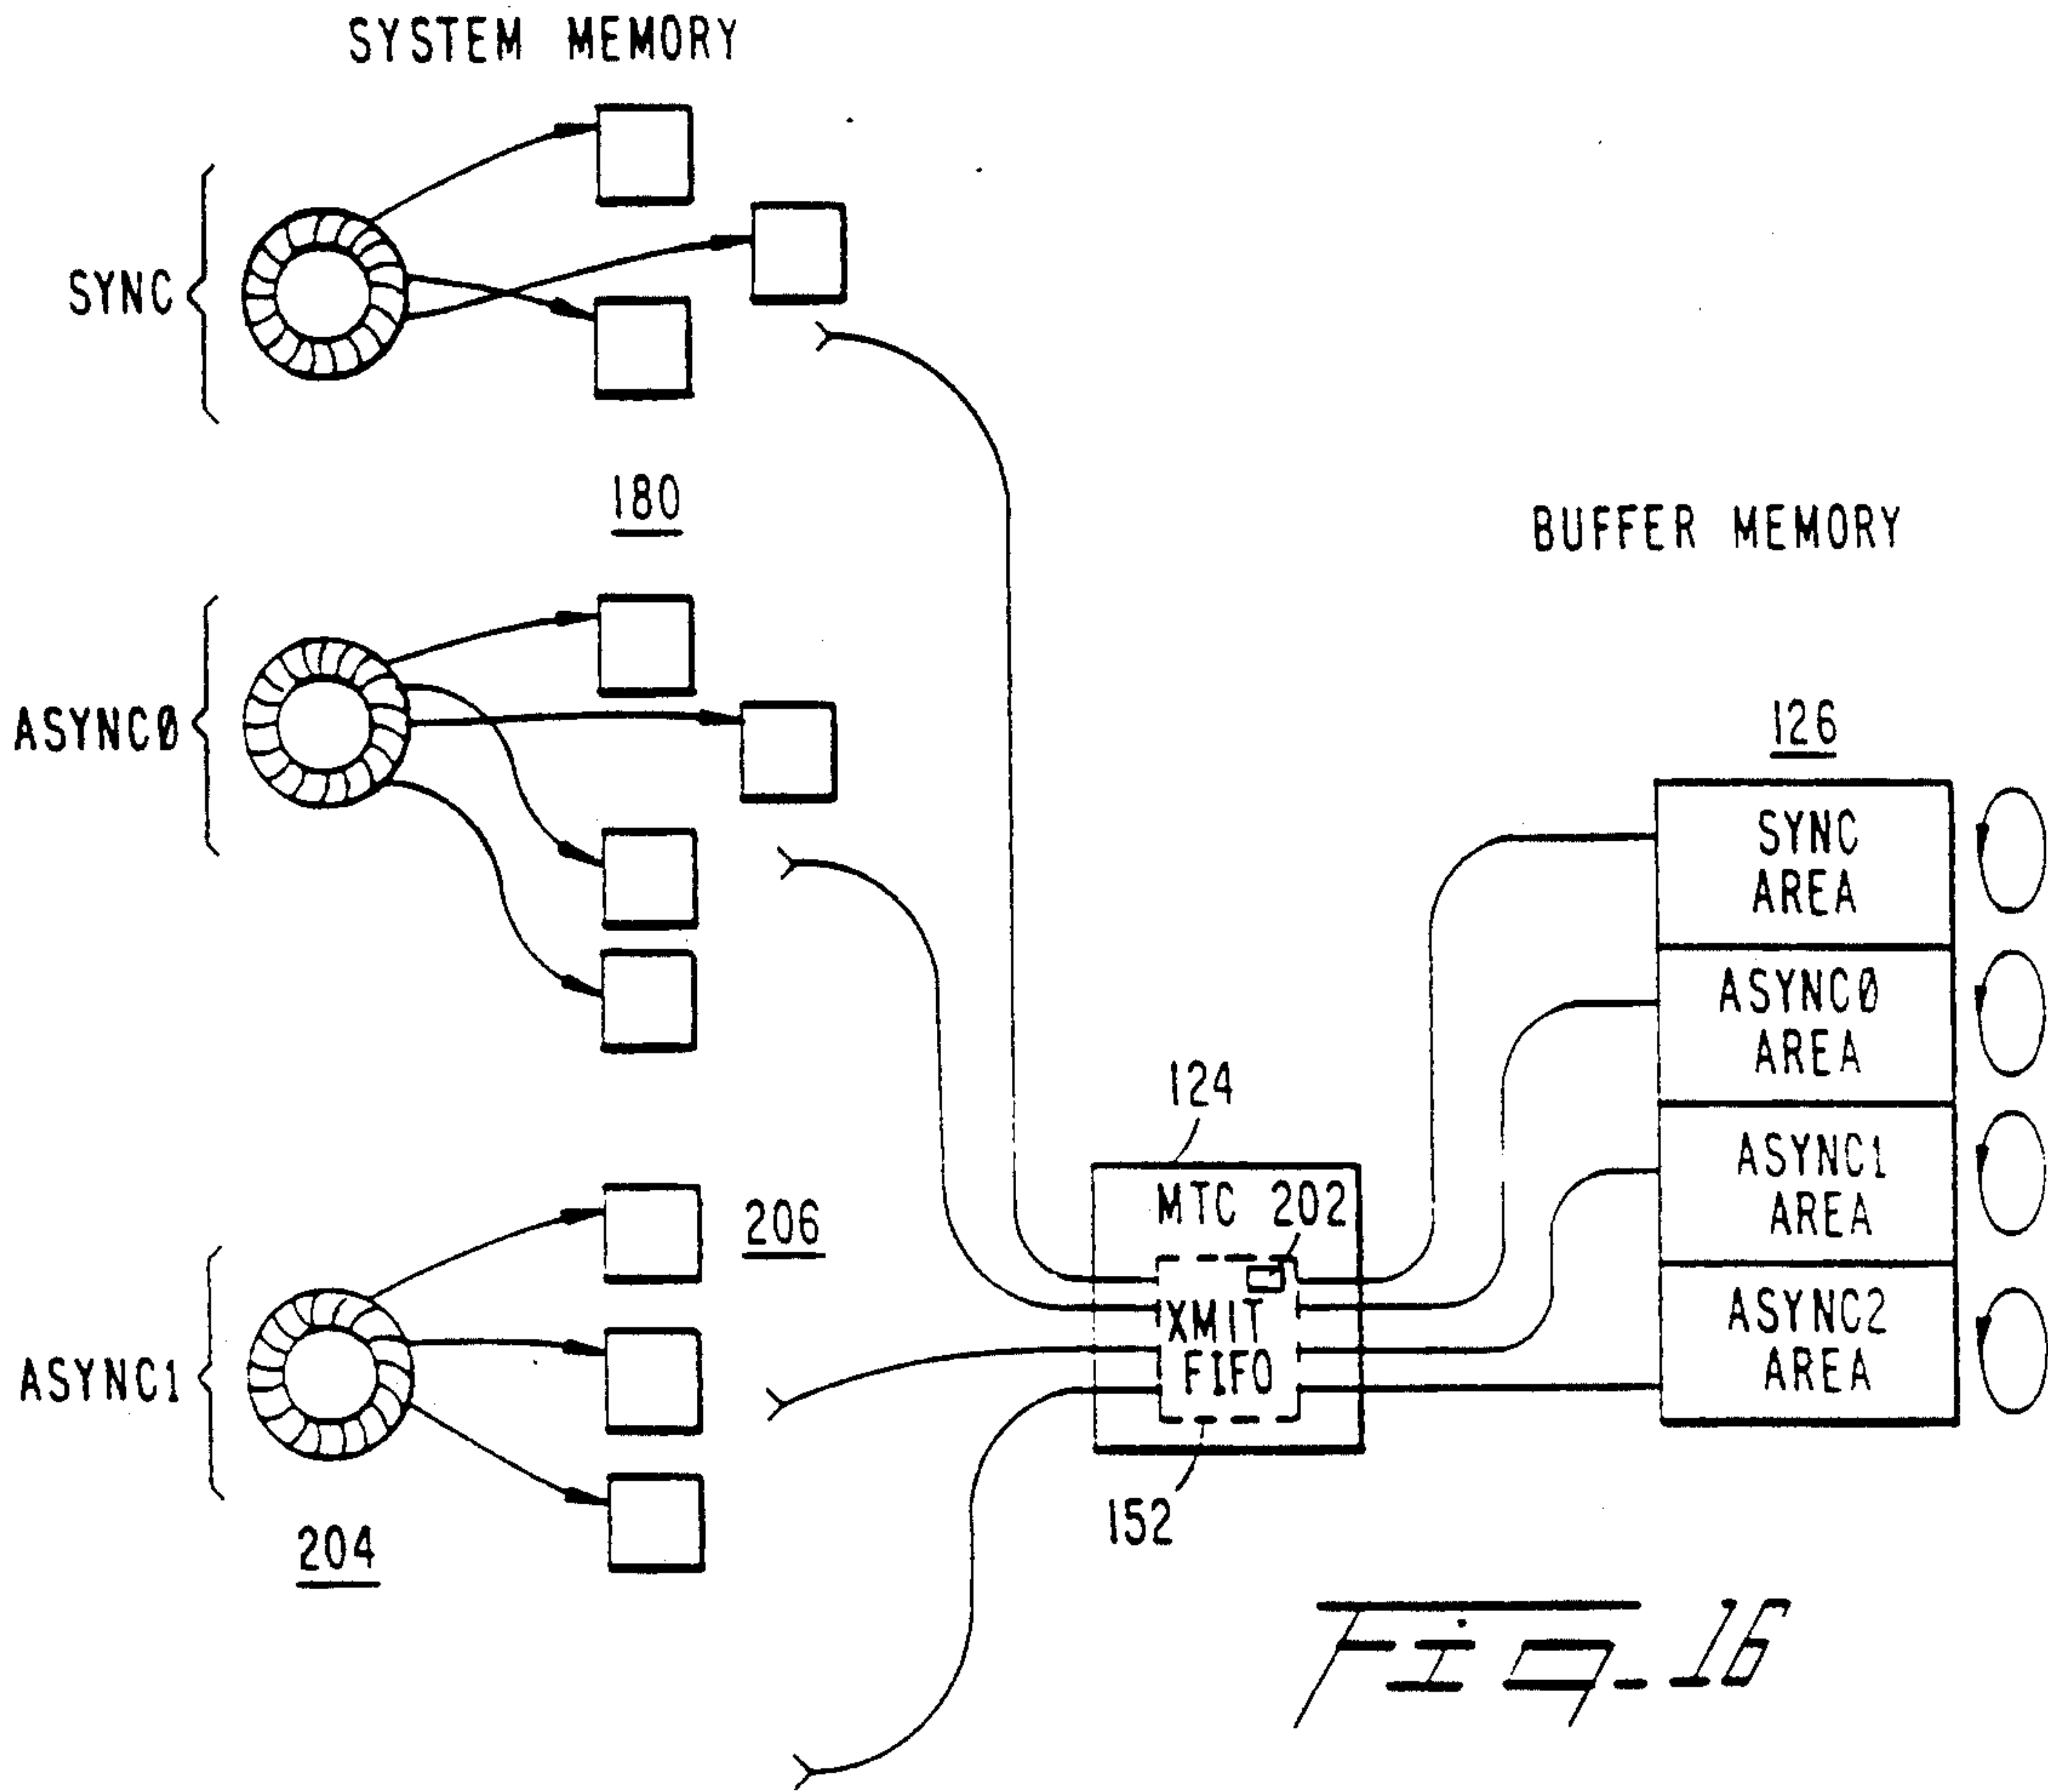 SYSTEM MEMORY
SYNC
180
BUFFER MEMORY
ASYNC0
126
SYNC
AREA
ASYNC0
AREA
124
ASYNC1
AREA
MTC 202
206
XMIT
FIFO
ASYNC2
AREA
ASYNC1
152
204
Fig-16